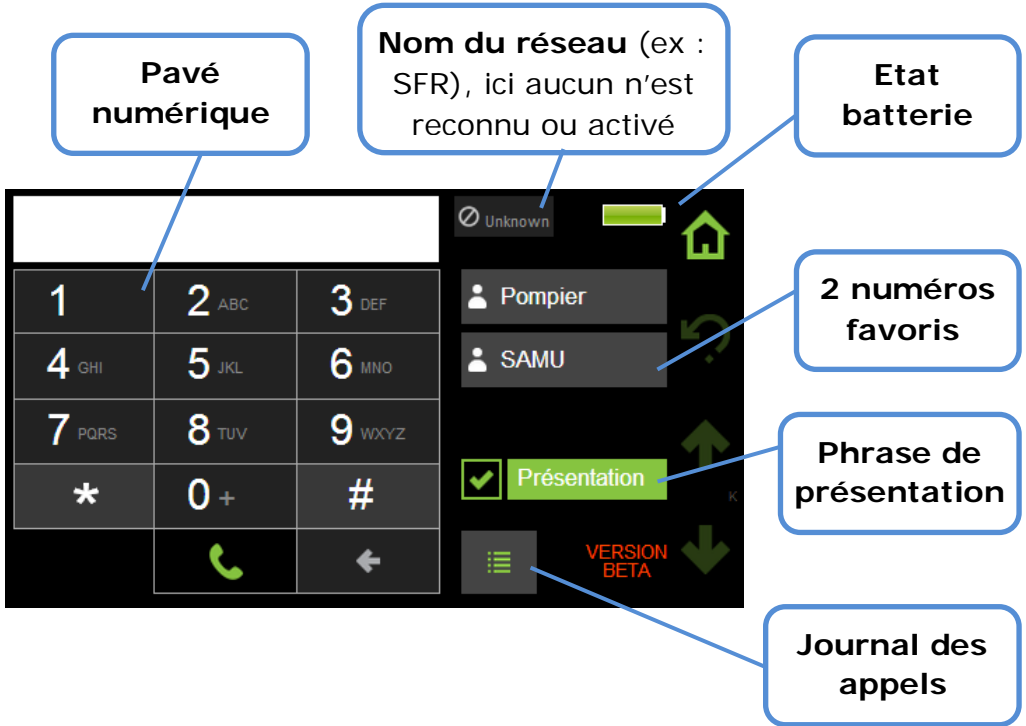 Pavé
numérique
Nom du réseau (ex :
SFR), ici aucun n'est
reconnu ou activé
Etat
batterie
Unknown
1
2 ABC
3 DEF
Pompier
2 numéros
favoris
4 GHI
5 JKL
6 MNO
SAMU
7 PQRS
8 TUV
9 WXYZ
Phrase de
présentation
*
0 +
#
Présentation
K
VERSION
BETA
Journal des
appels